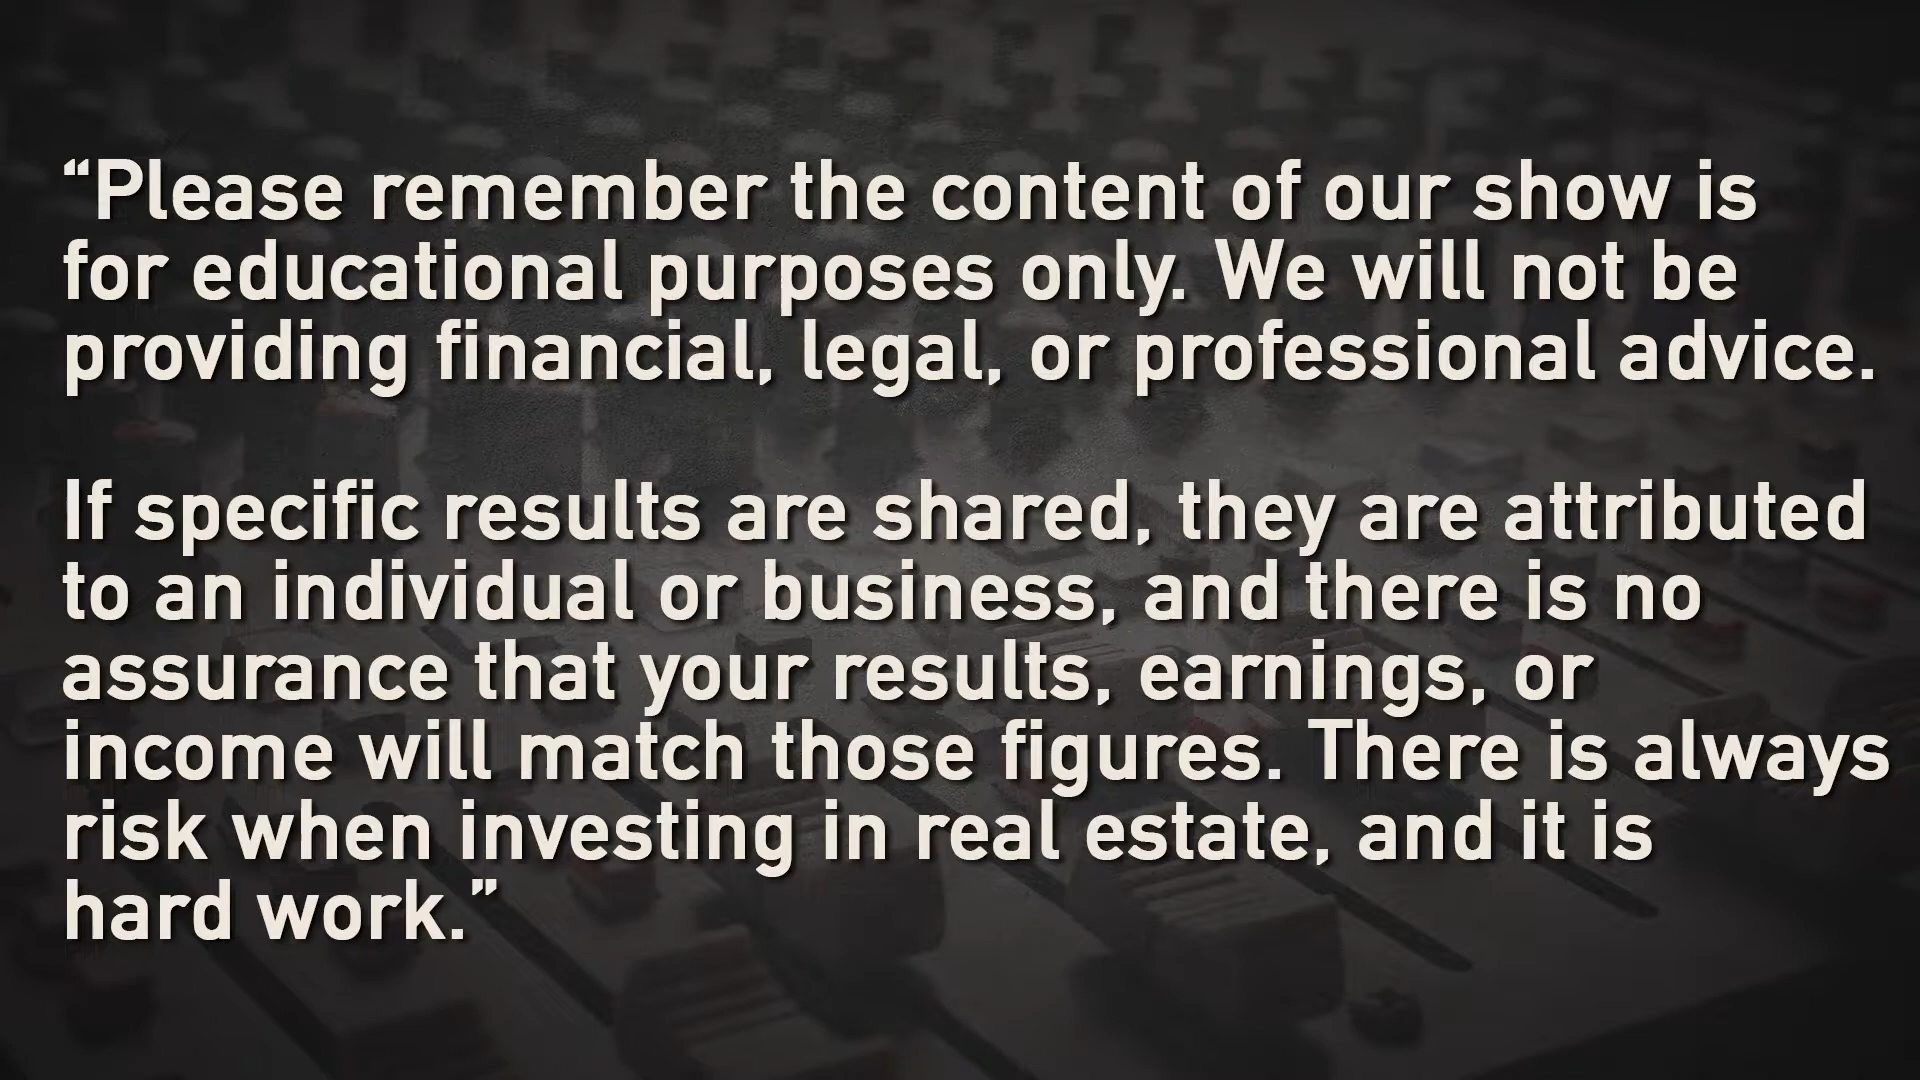 “Please remember the content of our show is
for educational purposes only. We will not be
providing financial, legal, or professional advice.
If specific results are shared, they are attributed
to an individual or business, and there is no
assurance that your results, earnings, or
income will match those figures. There is always
risk when investing in real estate, and it is
hard work.”